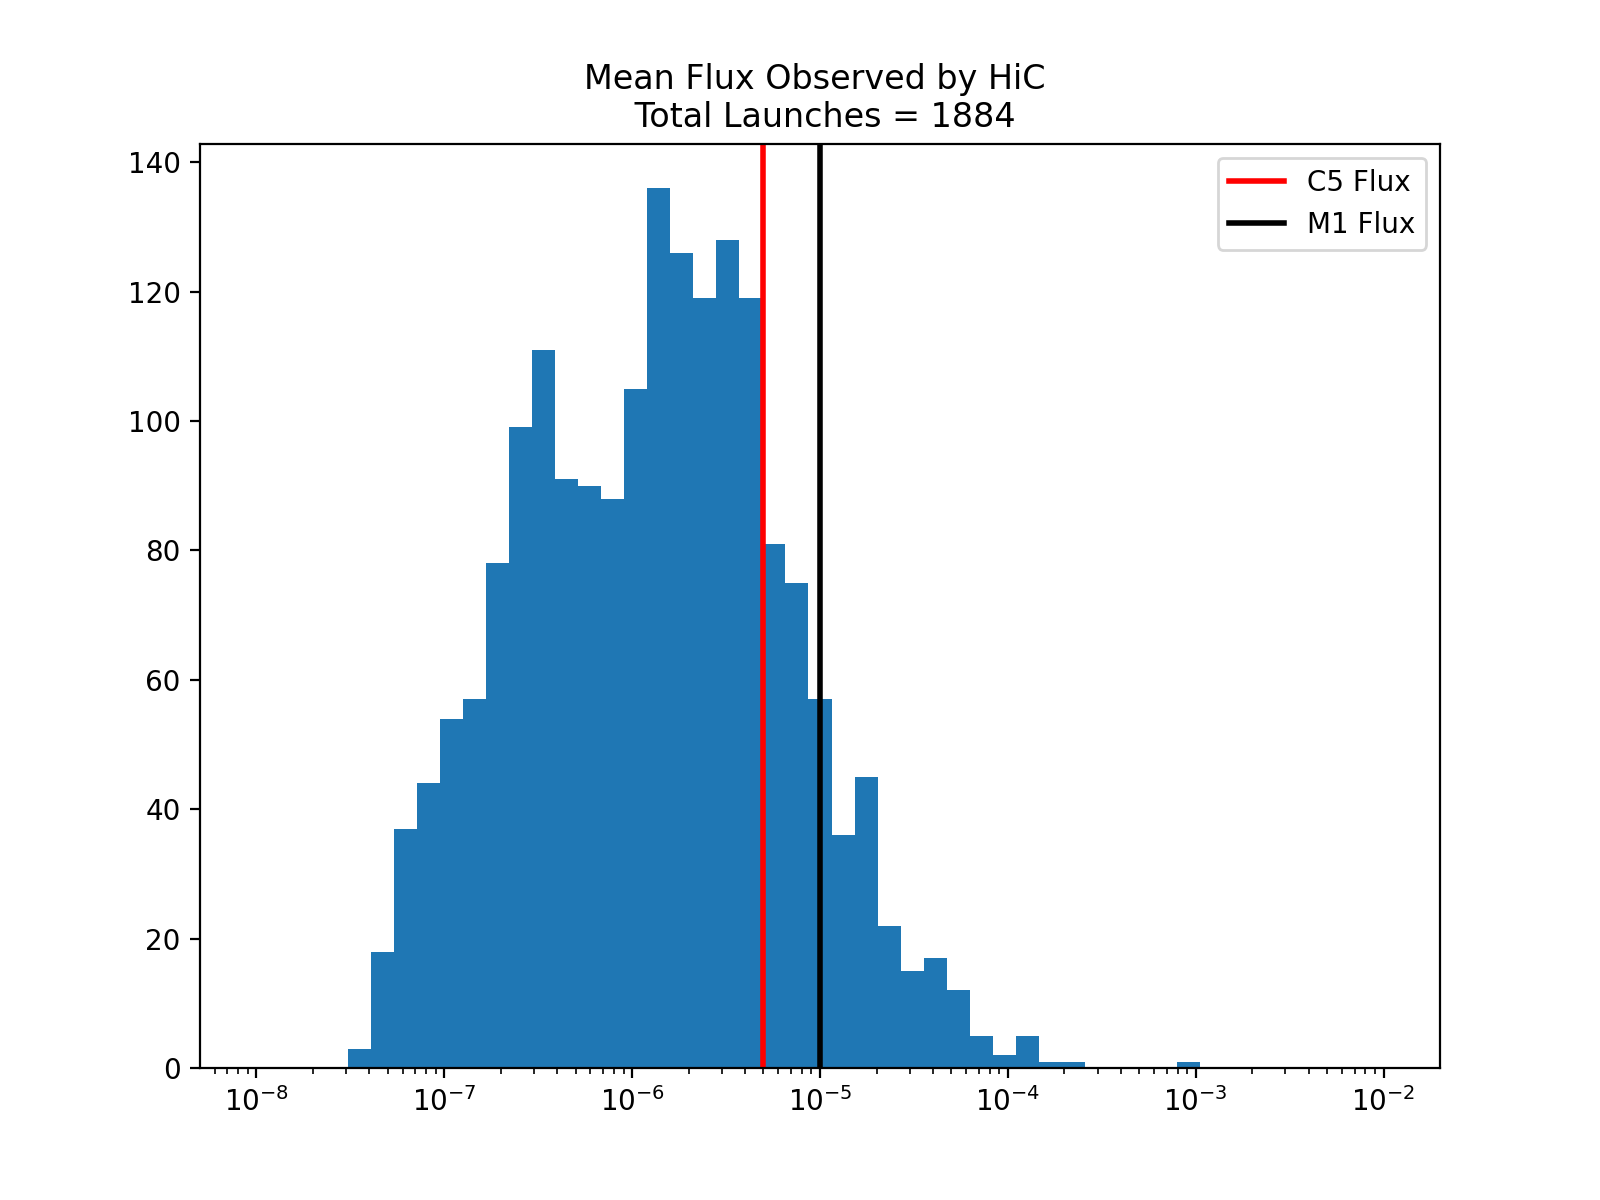 Mean Flux Observed by HiC
Total Launches = 1884
C5 Flux
M1 Flux
140
120
100
80
60
40
20
0
10⁻⁸ 10⁻⁷ 10⁻⁶ 10⁻⁵ 10⁻⁴ 10⁻³ 10⁻²